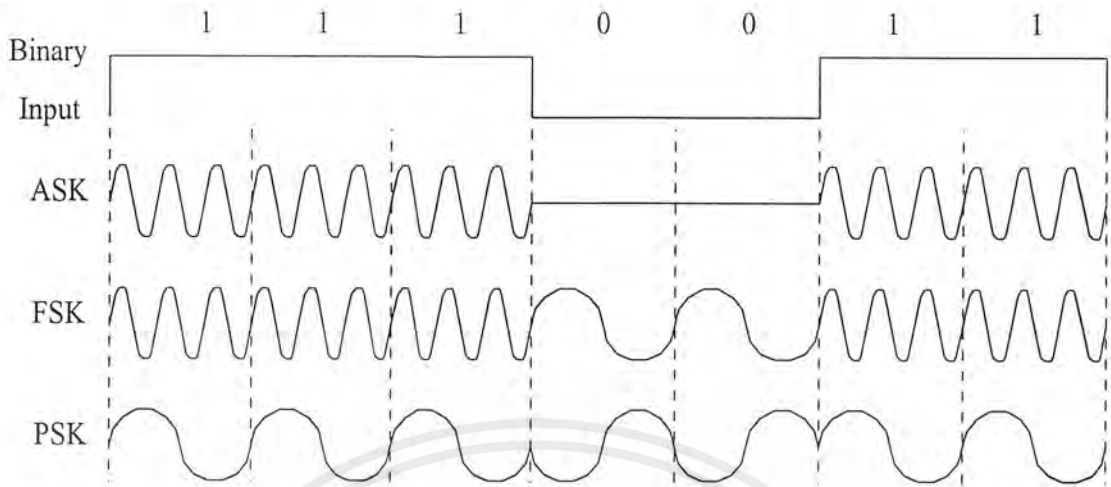 1 1 1 0 0 1 1
Binary
Input
ASK
FSK
PSK